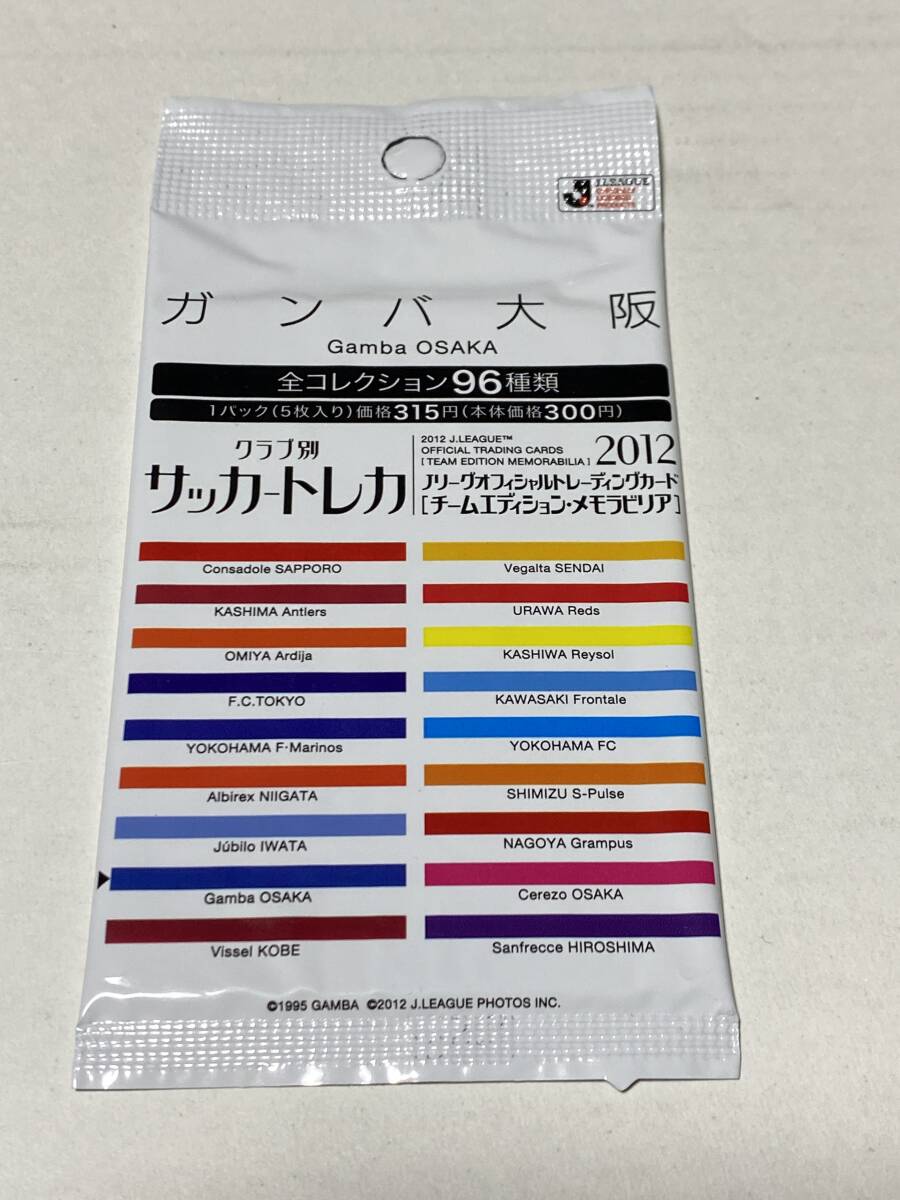 J.LEAGUE
ガンバ大阪
Gamba OSAKA
全コレクション96種類
1パック(5枚入り)価格315円(本体価格300円)
クラブ別
サッカートレカ
2012 J.LEAGUE™
OFFICIAL TRADING CARDS
[TEAM EDITION MEMORABILIA]
2012
Jリーグオフィシャルトレーディングカード
[チームエディション・メモラビリア]
Consadole SAPPORO
Vegalta SENDAI
KASHIMA Antlers
URAWA Reds
OMIYA Ardija
KASHIWA Reysol
F.C.TOKYO
KAWASAKI Frontale
YOKOHAMA F·Marinos
YOKOHAMA FC
Albirex NIIGATA
SHIMIZU S-Pulse
Júbilo IWATA
NAGOYA Grampus
Gamba OSAKA
Cerezo OSAKA
Vissel KOBE
Sanfrecce HIROSHIMA
©1995 GAMBA ©2012 J.LEAGUE PHOTOS INC.